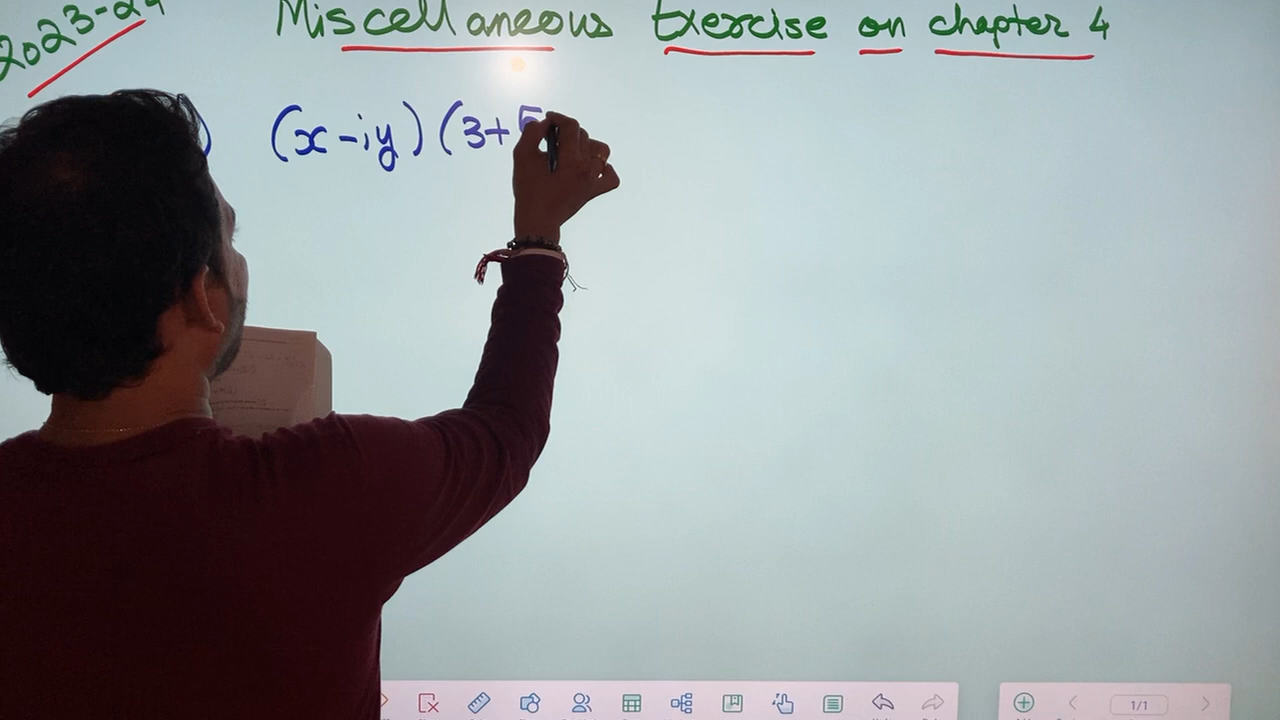 2023-24
Miscellaneous Exercise on chapter 4
) (x-iy) (3+5
1/1